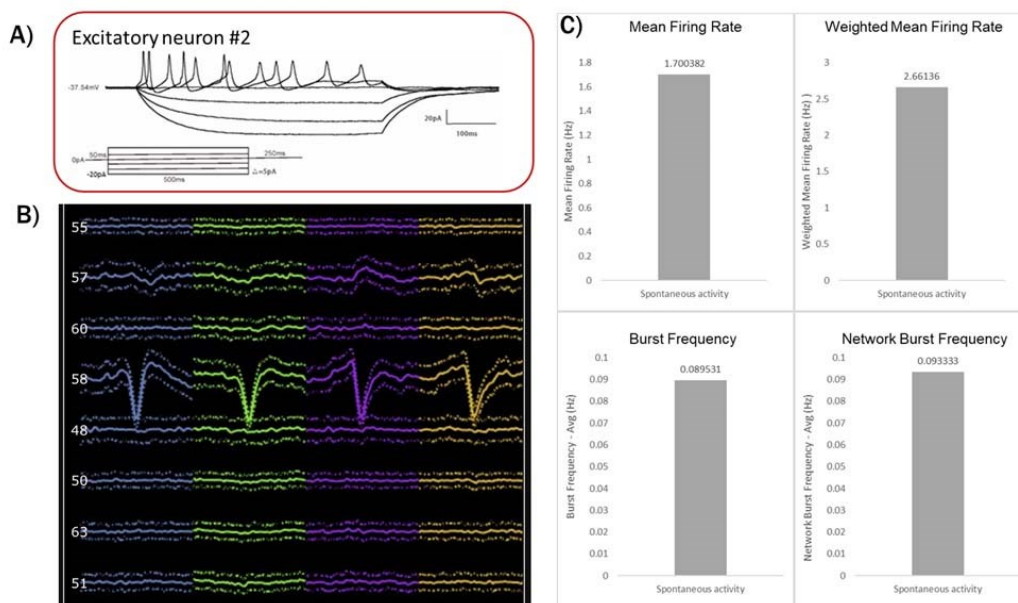 A)
Excitatory neuron #2
-37.54mV
20pA
100ms
50ms
250ms
0pA
-20pA
Δ=5pA
500ms
B)
55
57
60
58
48
50
63
51
C)
Mean Firing Rate
1.700382
1.8
1.6
1.4
1.2
1
0.8
0.6
0.4
0.2
0
Mean Firing Rate (Hz)
Spontaneous activity
Weighted Mean Firing Rate
2.66136
3
2.5
2
1.5
1
0.5
0
Weighted Mean Firing Rate (Hz) )
Spontaneous activity
Burst Frequency
0.089531
0.1
0.09
0.08
0.07
0.06
0.05
0.04
0.03
0.02
0.01
0
Burst Frequency - Avg (Hz)
Spontaneous activity
Network Burst Frequency
0.093333
0.1
0.09
0.08
0.07
0.06
0.05
0.04
0.03
0.02
0.01
0
Network Burst Frequency - Avg (Hz)
Spontaneous activity